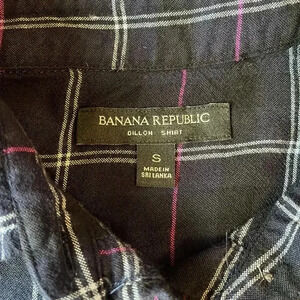 BANANA REPUBLIC
DILLON SHIRT
S
MADE IN
SRI LANKA